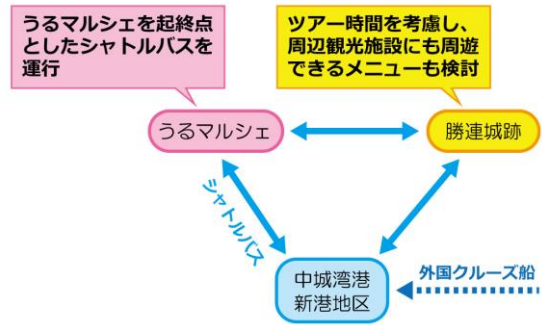 うるマルシェを起終点
としたシャトルバスを
運行
ツアー時間を考慮し、
周辺観光施設にも周遊
できるメニューも検討
うるマルシェ
勝連城跡
シャトルバス
中城湾港
新港地区
外国クルーズ船